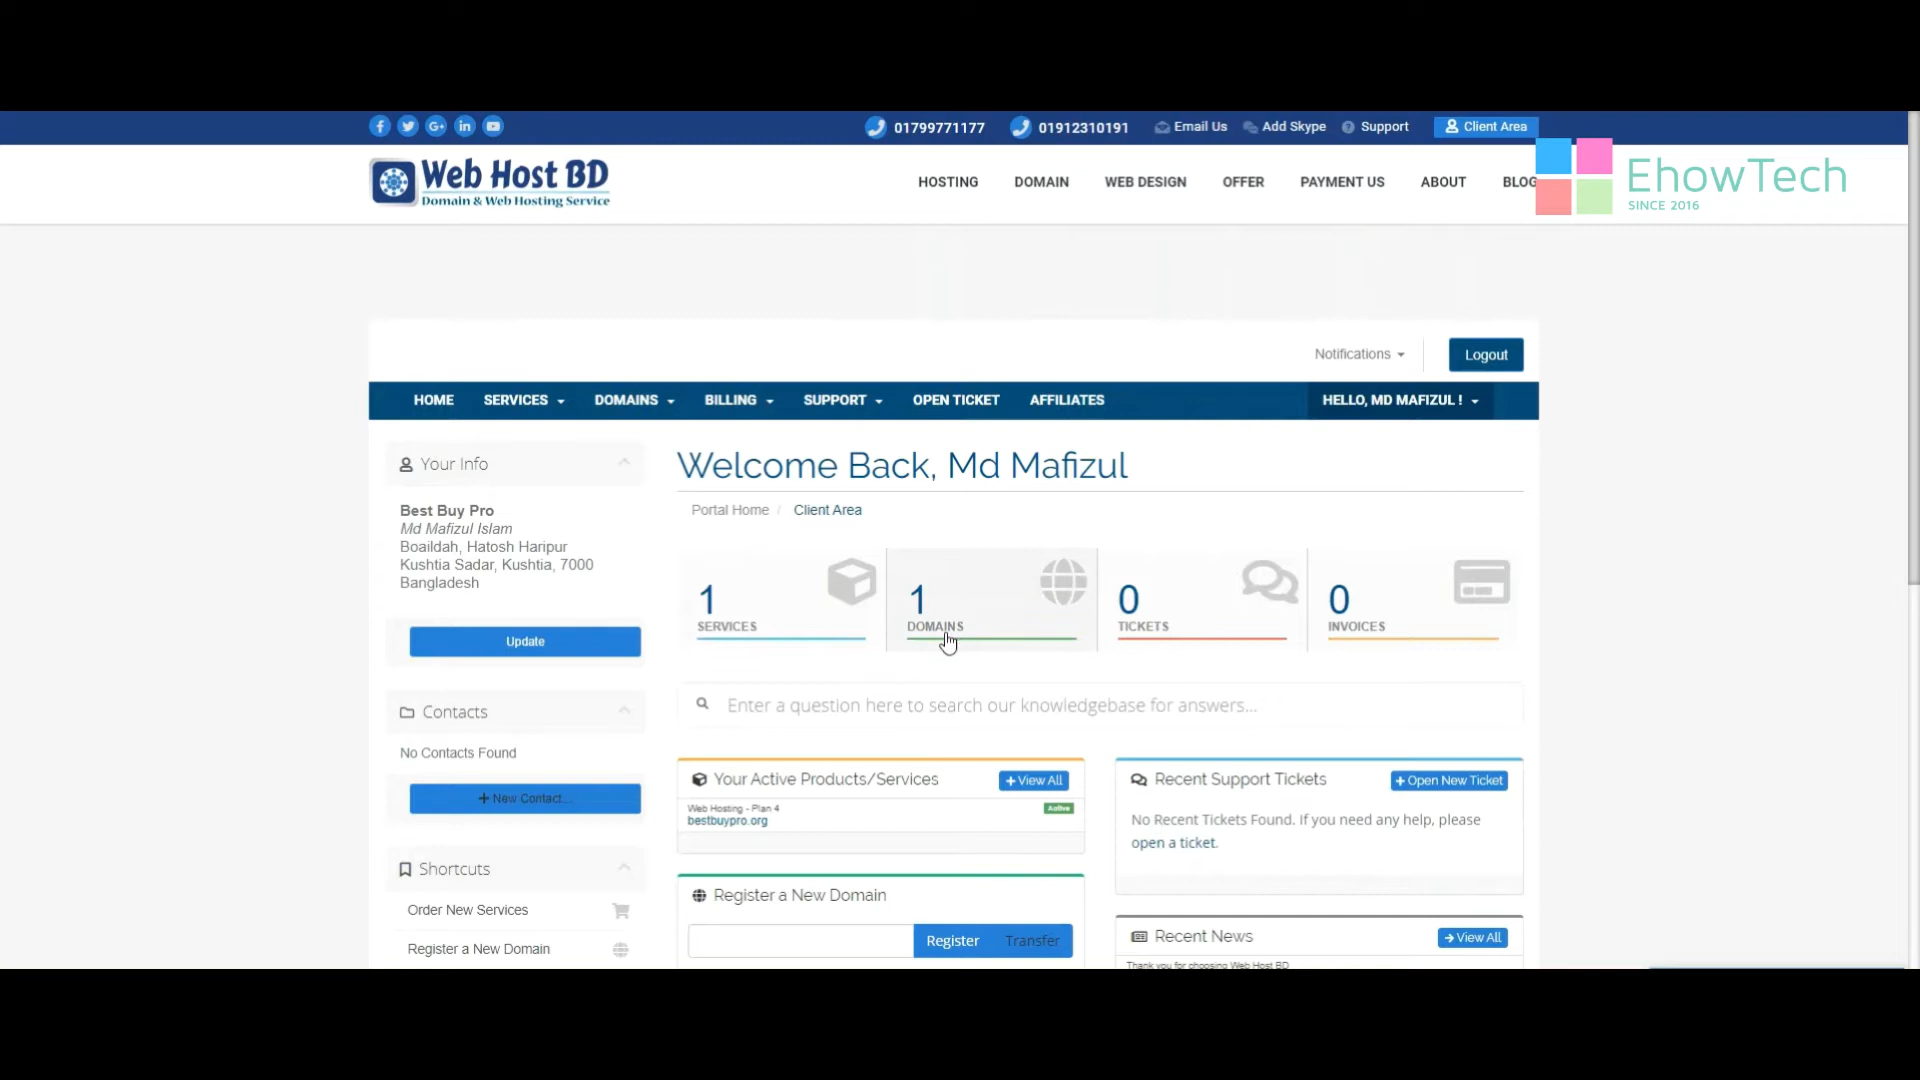 01799771177
01912310191
Email Us
Add Skype
Support
Client Area
Web Host BD
Domain & Web Hosting Service
HOSTING
DOMAIN
WEB DESIGN
OFFER
PAYMENT US
ABOUT
BLOG
EhowTech
SINCE 2016
Notifications
Logout
HOME
SERVICES
DOMAINS
BILLING
SUPPORT
OPEN TICKET
AFFILIATES
HELLO, MD MAFIZUL !
Your Info
Best Buy Pro
Md Mafizul Islam
Boaildah, Hatosh Haripur
Kushtia Sadar, Kushtia, 7000
Bangladesh
Update
Contacts
No Contacts Found
+ New Contact...
Shortcuts
Order New Services
Register a New Domain
Welcome Back, Md Mafizul
Portal Home / Client Area
1
SERVICES
1
DOMAINS
0
TICKETS
0
INVOICES
Enter a question here to search our knowledgebase for answers...
Your Active Products/Services
+ View All
Web Hosting - Plan 4
Active
bestbuypro.org
Register a New Domain
Register
Transfer
Recent Support Tickets
+ Open New Ticket
No Recent Tickets Found. If you need any help, please
open a ticket.
Recent News
View All
Thank you for choosing Web Host BD